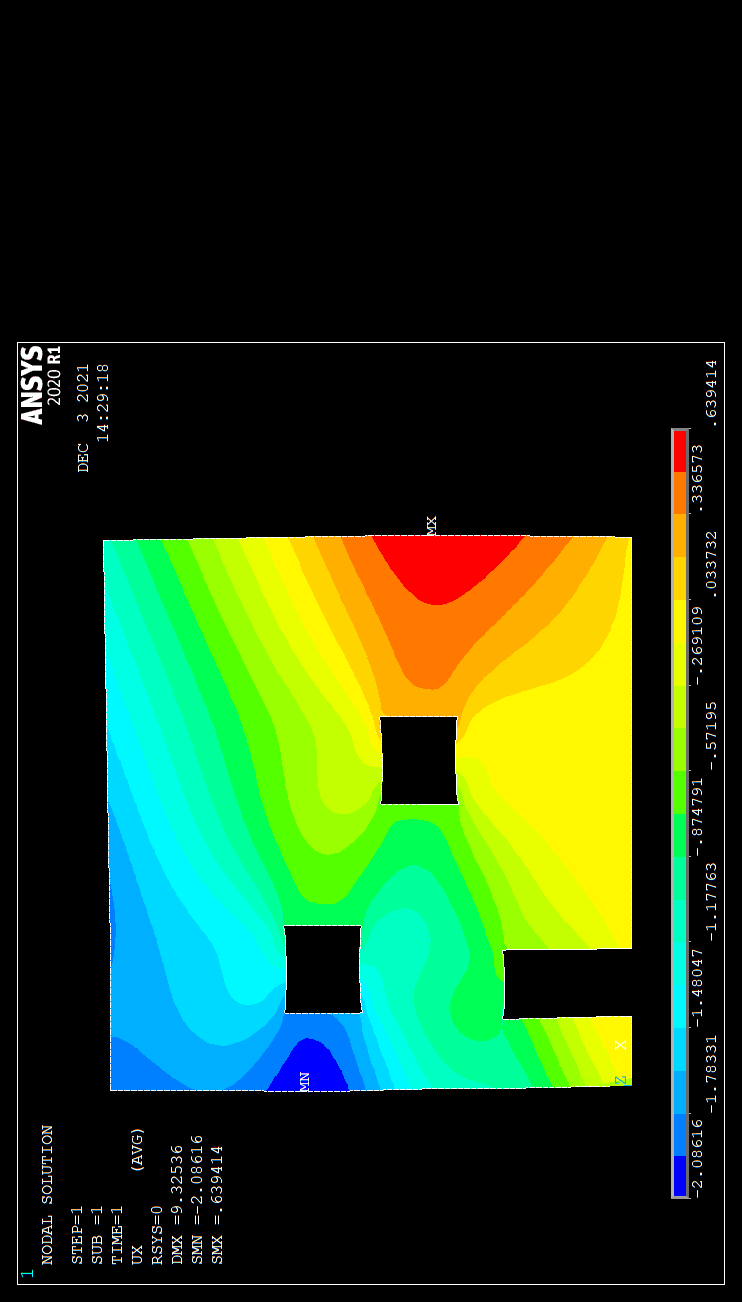 1
NODAL SOLUTION
STEP=1
SUB =1
TIME=1
UX (AVG)
RSYS=0
DMX =9.32536
SMN =-2.08616
SMX =.639414
ANSYS
2020 R1
DEC 3 2021
14:29:18
MN
MX
Z X
-2.08616
-1.78331
-1.48047
-1.17763
-.874791
-.57195
-.269109
.033732
.336573
.639414